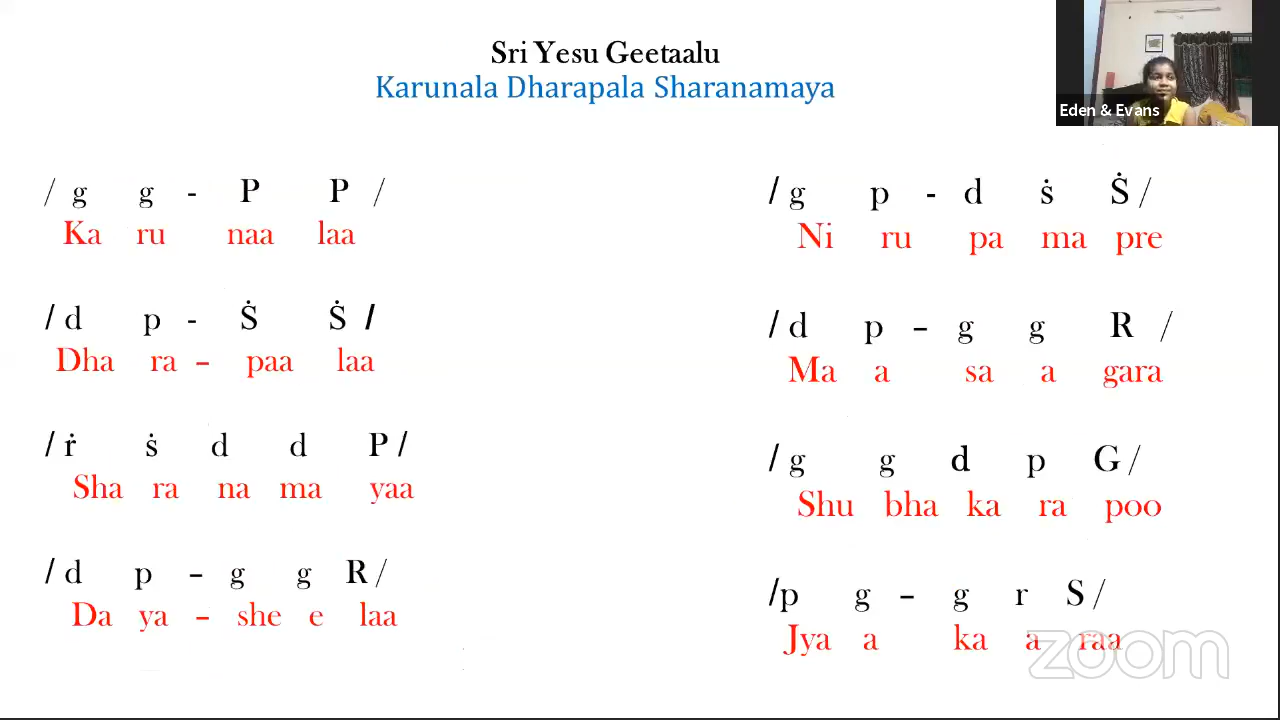 Sri Yesu Geetaalu
Karunala Dharapala Sharanamaya
Eden & Evans
/ g g - P P /
Ka ru naa laa
/ d p - Ṡ Ṡ /
Dha ra – paa laa
/ ṙ ṡ d d P /
Sha ra na ma yaa
/ d p – g g R /
Da ya – she e laa
/ g p - d ṡ Ṡ /
Ni ru pa ma pre
/ d p – g g R /
Ma a sa a gara
/ g g d p G /
Shu bha ka ra poo
/p g – g r S /
Jya a ka a raa
zoom